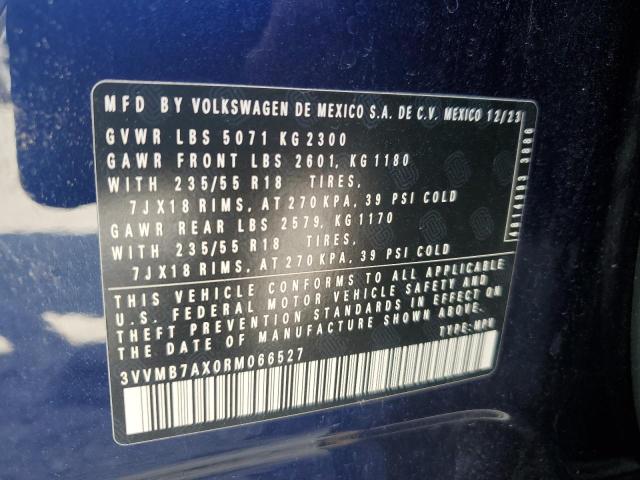 MFD BY VOLKSWAGEN DE MEXICO S.A. DE C.V. MEXICO 12/23
GVWR LBS 5071 KG 2300
GAWR FRONT LBS 2601, KG 1180
WITH 235/55 R18 TIRES,
7JX18 RIMS, AT 270 KPA, 39 PSI COLD
GAWR REAR LBS 2579, KG 1170
WITH 235/55 R18 TIRES,
7JX18 RIMS, AT 270 KPA, 39 PSI COLD
THIS VEHICLE CONFORMS TO ALL APPLICABLE
U.S. FEDERAL MOTOR VEHICLE SAFETY AND
THEFT PREVENTION STANDARDS IN EFFECT ON
THE DATE OF MANUFACTURE SHOWN ABOVE.
TYPE: MPV
3VVMB7AX0RM066527